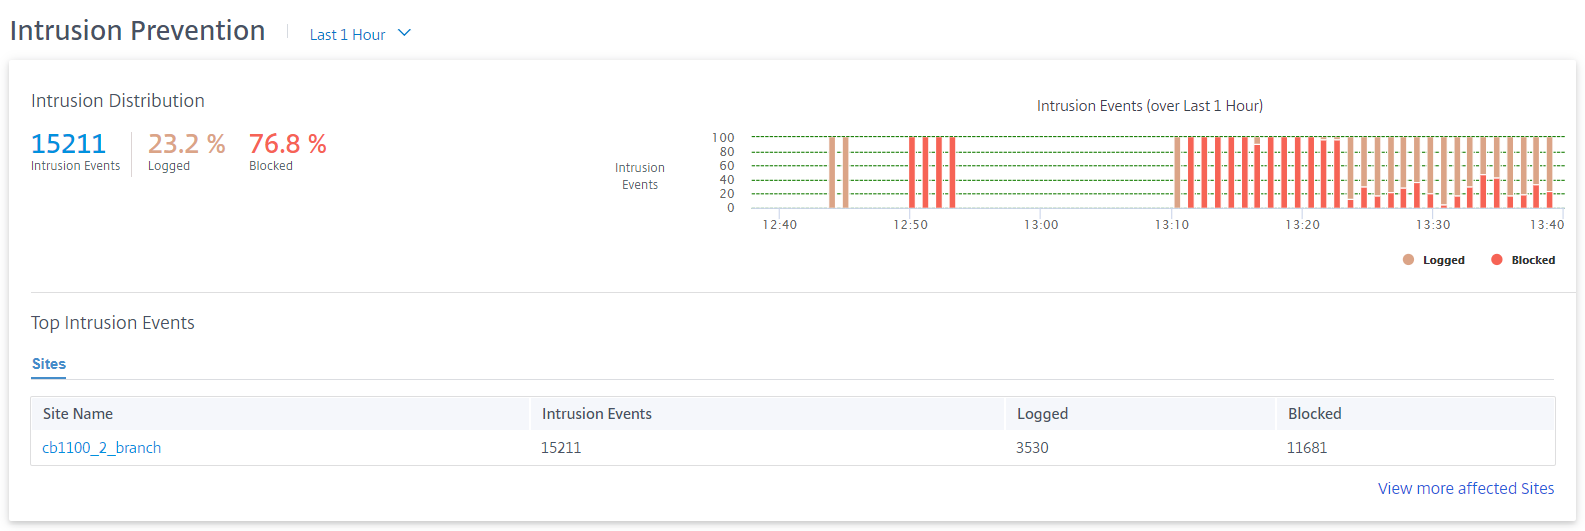 Intrusion Prevention
Last 1 Hour
Intrusion Distribution
15211
Intrusion Events
23.2 %
Logged
76.8 %
Blocked
Intrusion Events (over Last 1 Hour)
Intrusion
Events
100
80
60
40
20
0
12:40
12:50
13:00
13:10
13:20
13:30
13:40
Logged
Blocked
Top Intrusion Events
Sites
Site Name Intrusion Events Logged Blocked
cb1100_2_branch 15211 3530 11681
View more affected Sites